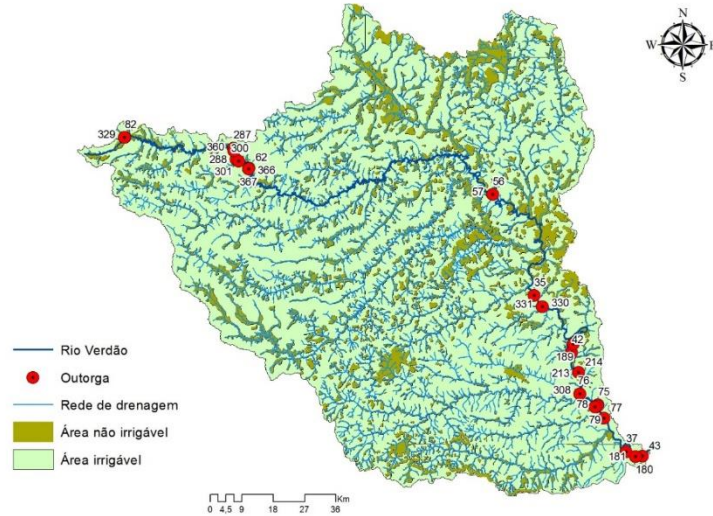 N
W E
S
82
329
287
360 300
288 62
301 366
367
56
57
35
331 330
42
189
214
213 76
308 75
78 77
79
37
43
181
180
Rio Verdão
Outorga
Rede de drenagem
Área não irrigável
Área irrigável
Km
0 4,5 9 18 27 36